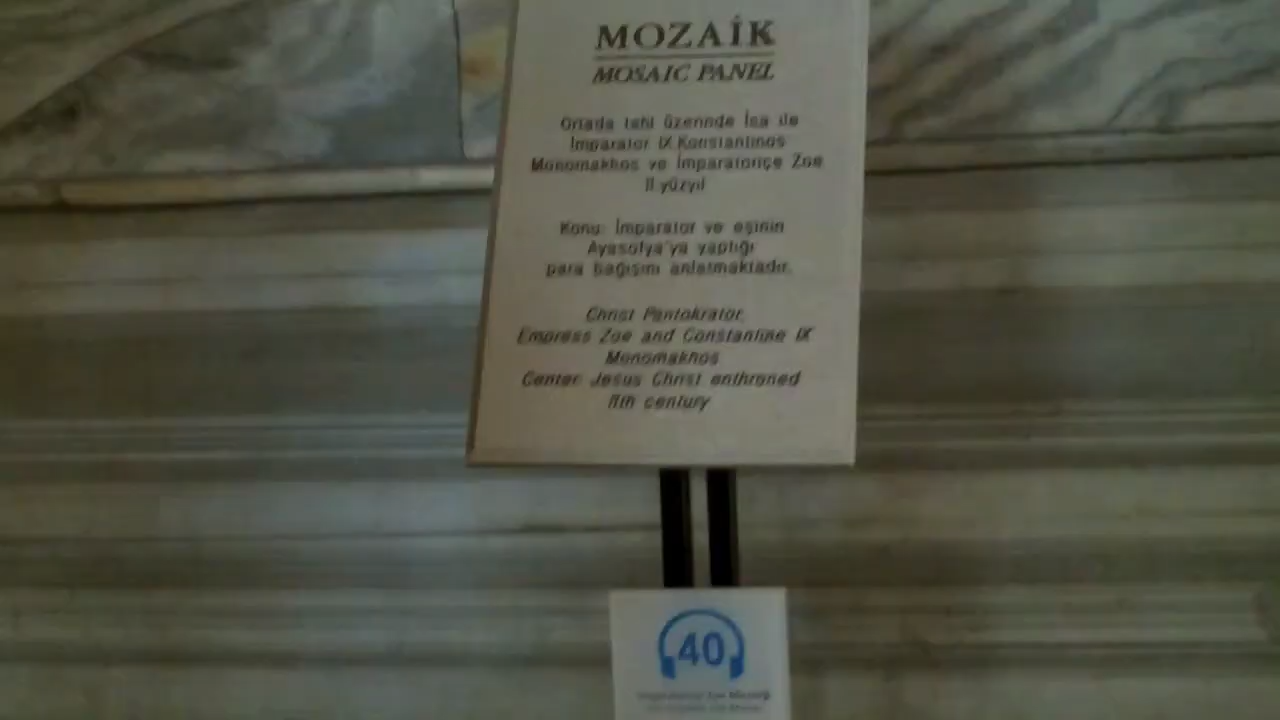 MOZAİK
MOSAIC PANEL
Ortada taht üzerinde İsa ile
İmparator IX.Konstantinos
Monomakhos ve İmparatoriçe Zoe
11.yüzyıl
Konu: İmparator ve eşinin
Ayasofya'ya yaptığı
para bağışını anlatmaktadır.
Christ Pantokrator,
Empress Zoe and Constantine IX
Monomakhos
Center: Jesus Christ enthroned
11th century
40